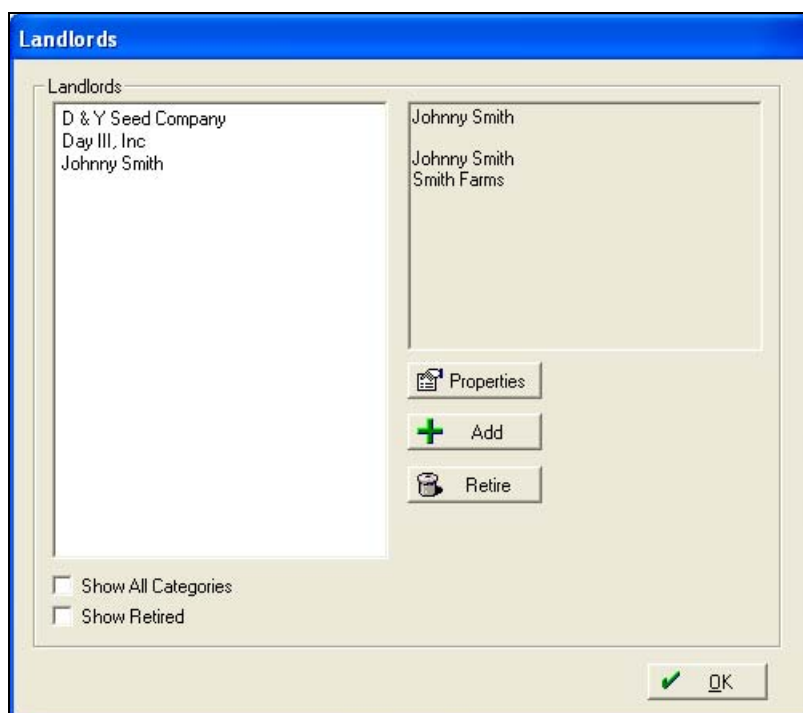 Landlords
Landlords
D & Y Seed Company
Day III, Inc
Johnny Smith
Johnny Smith
Johnny Smith
Smith Farms
Properties
Add
Retire
Show All Categories
Show Retired
OK